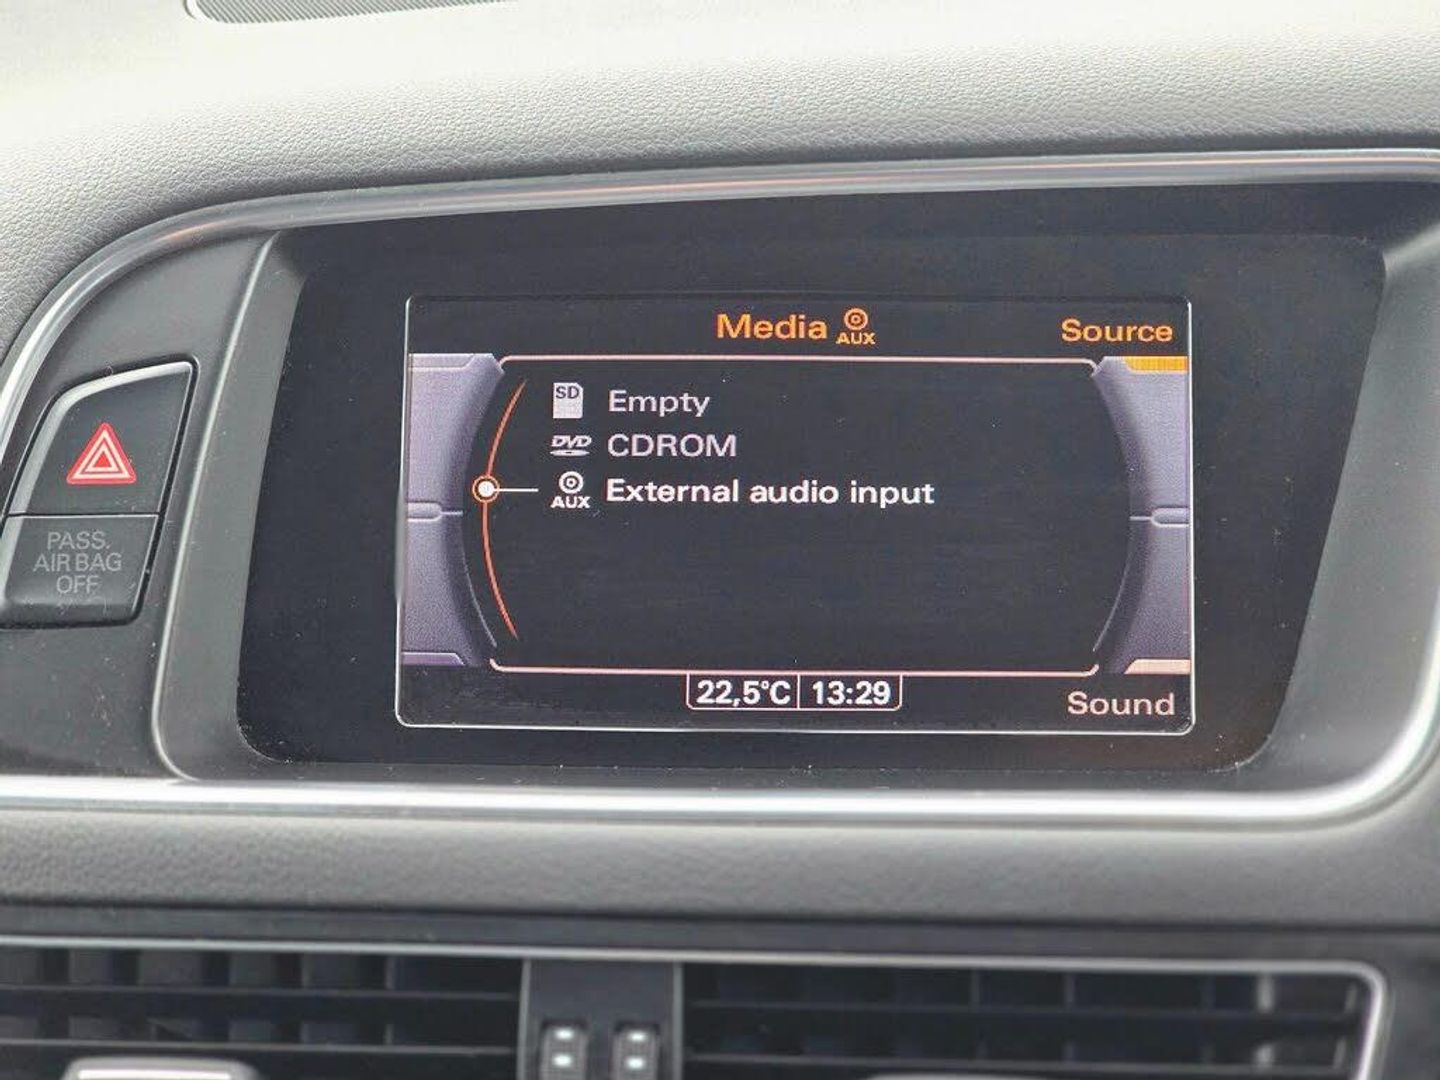 Media AUX Source
SD Empty
DVD CDROM
AUX External audio input
22,5°C 13:29
Sound
PASS.
AIR BAG
OFF